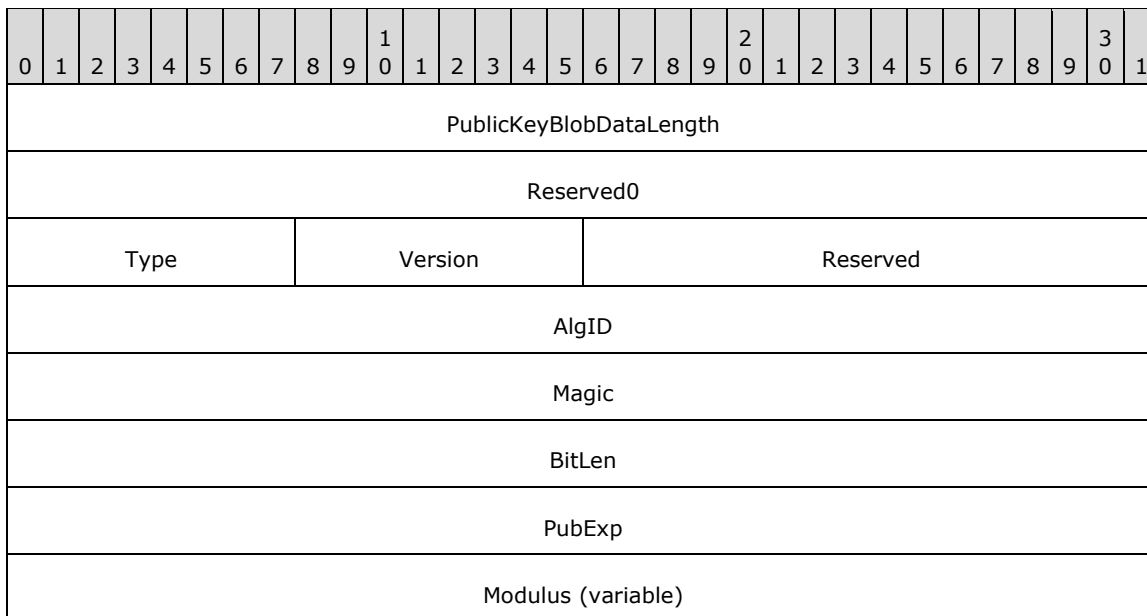 1 2 3
0 1 2 3 4 5 6 7 8 9 0 1 2 3 4 5 6 7 8 9 0 1 2 3 4 5 6 7 8 9 0 1
PublicKeyBlobDataLength
Reserved0
Type Version Reserved
AlgID
Magic
BitLen
PubExp
Modulus (variable)